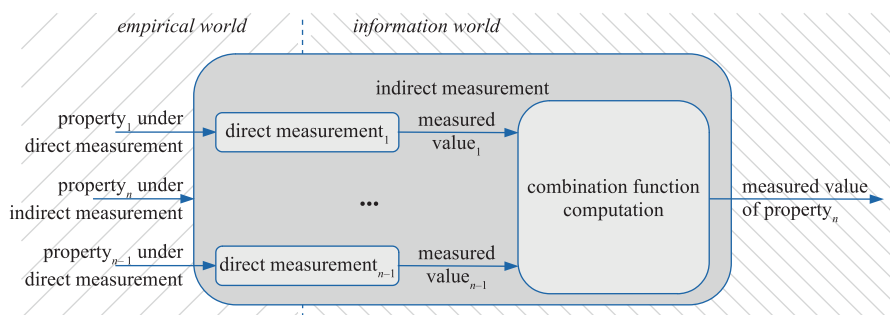 empirical world
information world
indirect measurement
property1 under
direct measurement
direct measurement1
measured
value1
propertyn under
indirect measurement
...
combination function
computation
measured value
of propertyn
propertyn–1 under
direct measurement
direct measurementn–1
measured
valuen–1